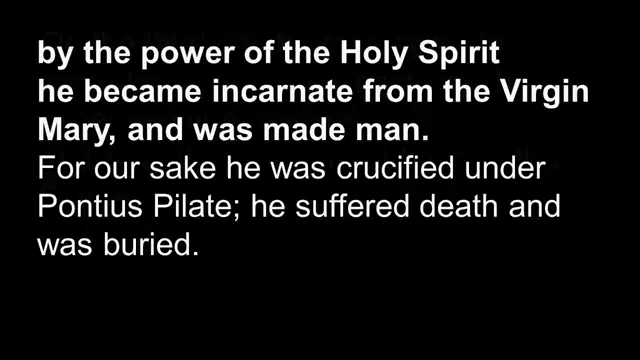 by the power of the Holy Spirit
he became incarnate from the Virgin
Mary, and was made man.
For our sake he was crucified under
Pontius Pilate; he suffered death and
was buried.